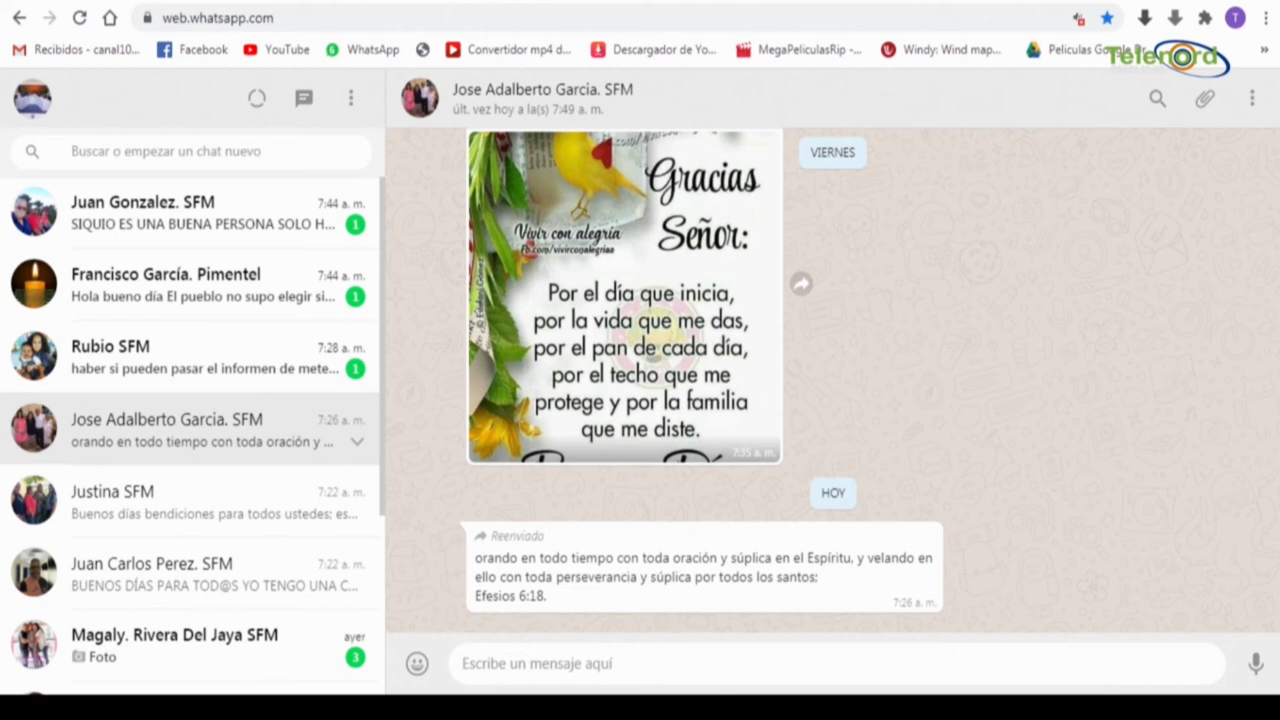 web.whatsapp.com
T
Recibidos - canal10...
Facebook
YouTube
WhatsApp
Convertidor mp4 d...
Descargador de Yo...
MegaPeliculasRip -...
Windy: Wind map...
Peliculas Google Dr...
»
Telenord
Jose Adalberto Garcia. SFM
últ. vez hoy a la(s) 7:49 a. m.
Buscar o empezar un chat nuevo
Juan Gonzalez. SFM
7:44 a. m.
SIQUIO ES UNA BUENA PERSONA SOLO H...
1
Francisco García. Pimentel
7:44 a. m.
Hola bueno día El pueblo no supo elegir si...
1
Rubio SFM
7:28 a. m.
haber si pueden pasar el informen de mete...
1
Jose Adalberto Garcia. SFM
7:26 a. m.
orando en todo tiempo con toda oración y ...
Justina SFM
7:22 a. m.
Buenos días bendiciones para todos ustedes; es...
Juan Carlos Perez. SFM
7:22 a. m.
BUENOS DÍAS PARA TOD@S YO TENGO UNA C...
Magaly. Rivera Del Jaya SFM
ayer
Foto
3
VIERNES
Gracias
Señor:
Vivir con alegria
Fb.com/vivirconalegriaa
Por el día que inicia,
por la vida que me das,
por el pan de cada día,
por el techo que me
protege y por la familia
que me diste.
7:35 a. m.
HOY
Reenviado
orando en todo tiempo con toda oración y súplica en el Espíritu, y velando en
ello con toda perseverancia y súplica por todos los santos;
Efesios 6:18.
7:26 a. m.
Escribe un mensaje aquí